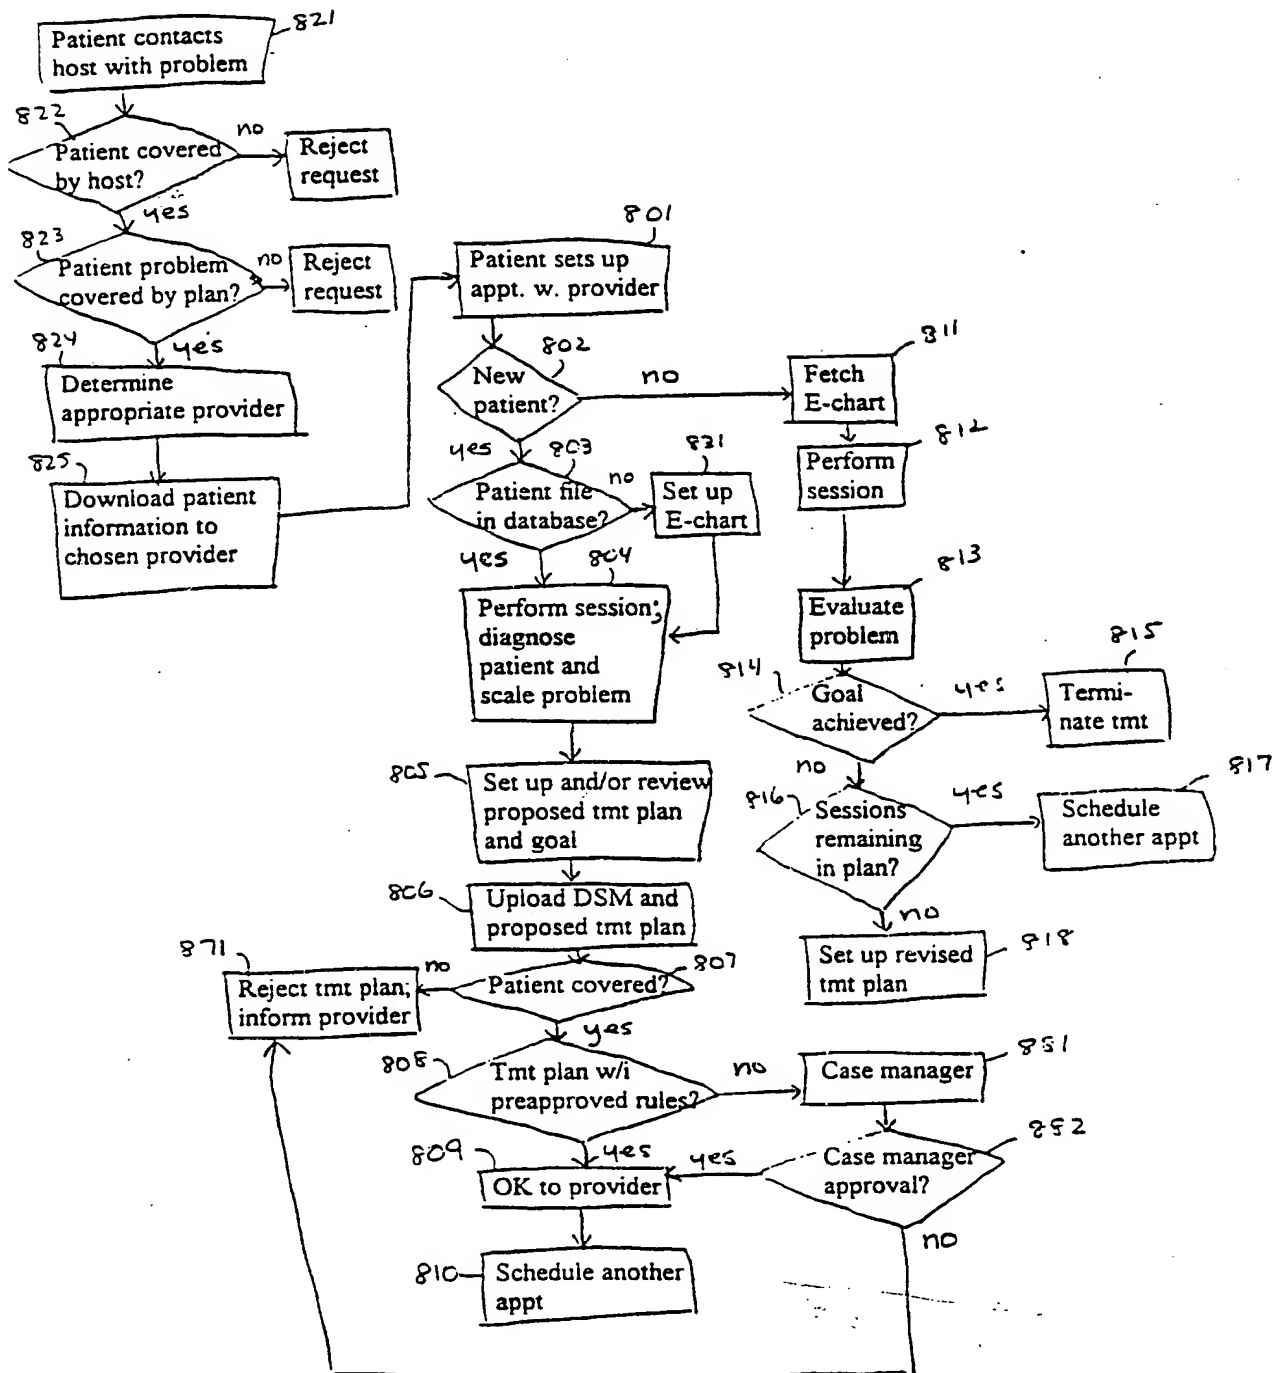 821
Patient contacts
host with problem
822
Patient covered
by host?
no
Reject
request
yes
823
Patient problem
covered by plan?
no
Reject
request
yes
824
Determine
appropriate provider
825
Download patient
information to
chosen provider
801
Patient sets up
appt. w. provider
802
New
patient?
no
811
Fetch
E-chart
yes
803
Patient file
in database?
no
831
Set up
E-chart
812
Perform
session
yes
804
Perform session;
diagnose
patient and
scale problem
813
Evaluate
problem
814
Goal
achieved?
yes
815
Termi-
nate tmt
no
805
Set up and/or review
proposed tmt plan
and goal
816
Sessions
remaining
in plan?
yes
817
Schedule
another appt
806
Upload DSM and
proposed tmt plan
no
818
Set up revised
tmt plan
871
Reject tmt plan;
inform provider
no
807
Patient covered?
yes
808
Tmt plan w/i
preapproved rules?
no
851
Case manager
yes
852
Case manager
approval?
yes
809
OK to provider
no
810
Schedule another
appt